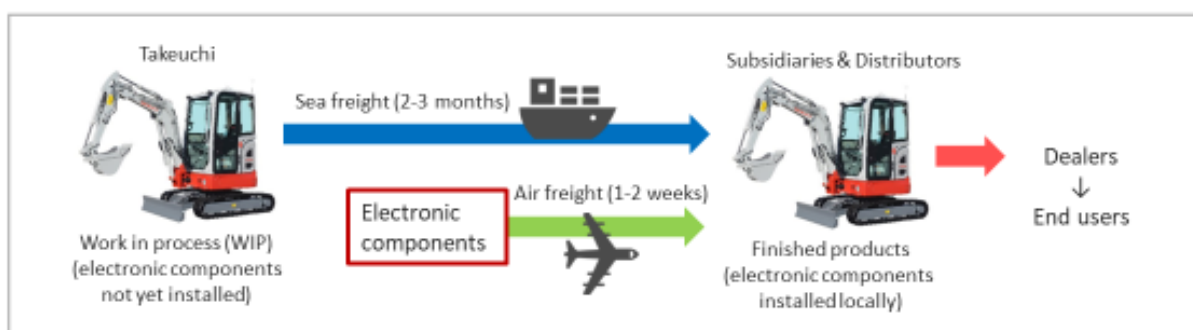 Takeuchi
Subsidiaries & Distributors
Sea freight (2-3 months)
Air freight (1-2 weeks)
Electronic
components
Work in process (WIP)
(electronic components
not yet installed)
Finished products
(electronic components
installed locally)
Dealers
↓
End users